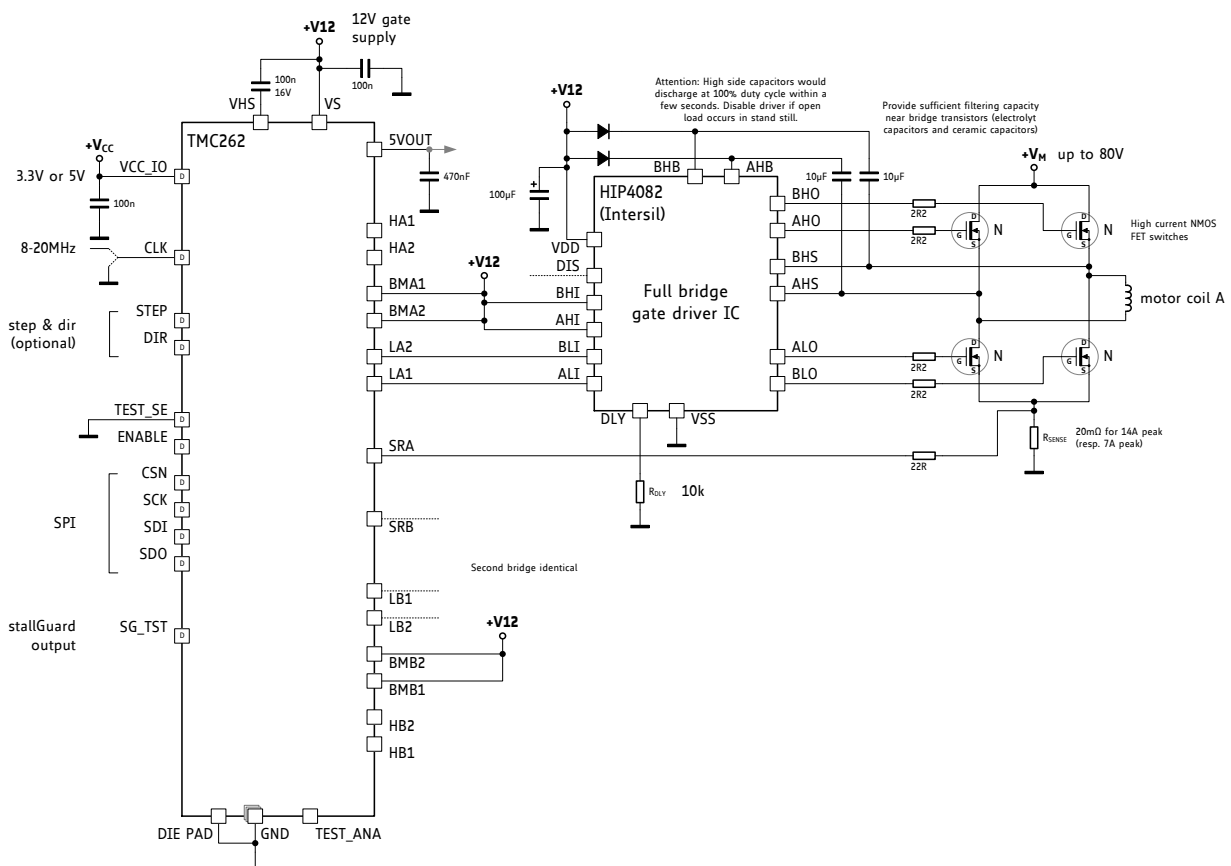 +V12
12V gate
supply
100n
16V
100n
VHS
VS
TMC262
+VCC
3.3V or 5V
VCC_IO
D
100n
8-20MHz
CLK
D
step & dir
(optional)
STEP
D
DIR
D
TEST_SE
D
ENABLE
D
SPI
CSN
D
SCK
D
SDI
D
SDO
D
stallGuard
output
SG_TST
D
DIE PAD
GND
TEST_ANA
5VOUT
470nF
HA1
HA2
BMA1
BMA2
LA2
LA1
SRA
SRB
LB1
LB2
BMB2
BMB1
HB2
HB1
+V12
Second bridge identical
+V12
+V12
100µF
+
Attention: High side capacitors would
discharge at 100% duty cycle within a
few seconds. Disable driver if open
load occurs in stand still.
BHB
AHB
10µF
10µF
HIP4082
(Intersil)
Full bridge
gate driver IC
VDD
DIS
BHI
AHI
BLI
ALI
DLY
VSS
RDLY
10k
BHO
AHO
BHS
AHS
ALO
BLO
2R2
2R2
2R2
2R2
22R
Provide sufficient filtering capacity
near bridge transistors (electrolyt
capacitors and ceramic capacitors)
+VM up to 80V
D
G
S
N
D
G
S
N
High current NMOS
FET switches
motor coil A
D
G
S
N
D
G
S
N
RSENSE
20mΩ for 14A peak
(resp. 7A peak)